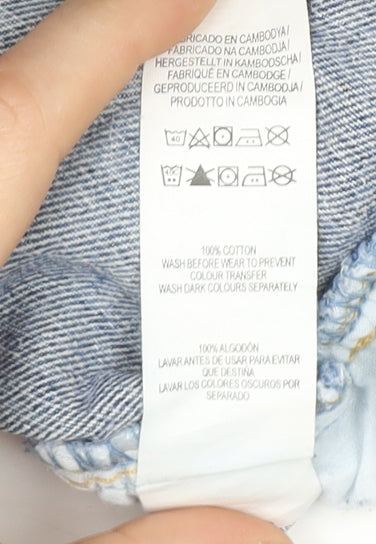 FABRICADO EN CAMBODYA/
FABRICADO NA CAMBODJA/
HERGESTELLT IN KAMBODSCHA/
FABRIQUÉ EN CAMBODGE/
GEPRODUCEERD IN CAMBODJA/
PRODOTTO IN CAMBOGIA
40
100% COTTON
WASH BEFORE WEAR TO PREVENT
COLOUR TRANSFER
WASH DARK COLOURS SEPARATELY
100% ALGODÓN
LAVAR ANTES DE USAR PARA EVITAR
QUE DESTIÑA
LAVAR LOS COLORES OSCUROS POR
SEPARADO